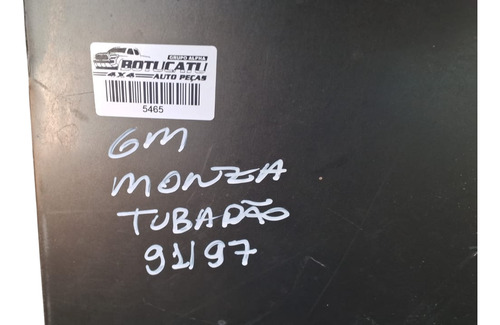 GRUPO ALPHA
BOTUCATU
4X4 AUTO PEÇAS
5465
GM
MONZA
TUBARÃO
91/97